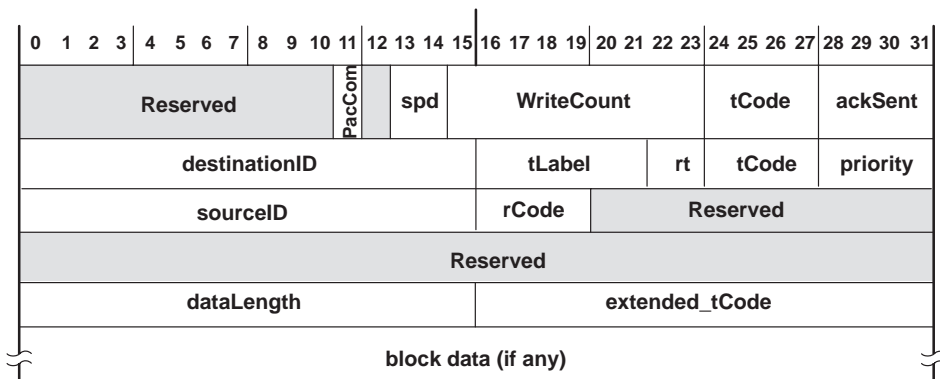 0 1 2 3 4 5 6 7 8 9 10 11 12 13 14 15 16 17 18 19 20 21 22 23 24 25 26 27 28 29 30 31
Reserved PacCom spd WriteCount tCode ackSent
destinationID tLabel rt tCode priority
sourceID rCode Reserved
Reserved
dataLength extended_tCode
block data (if any)